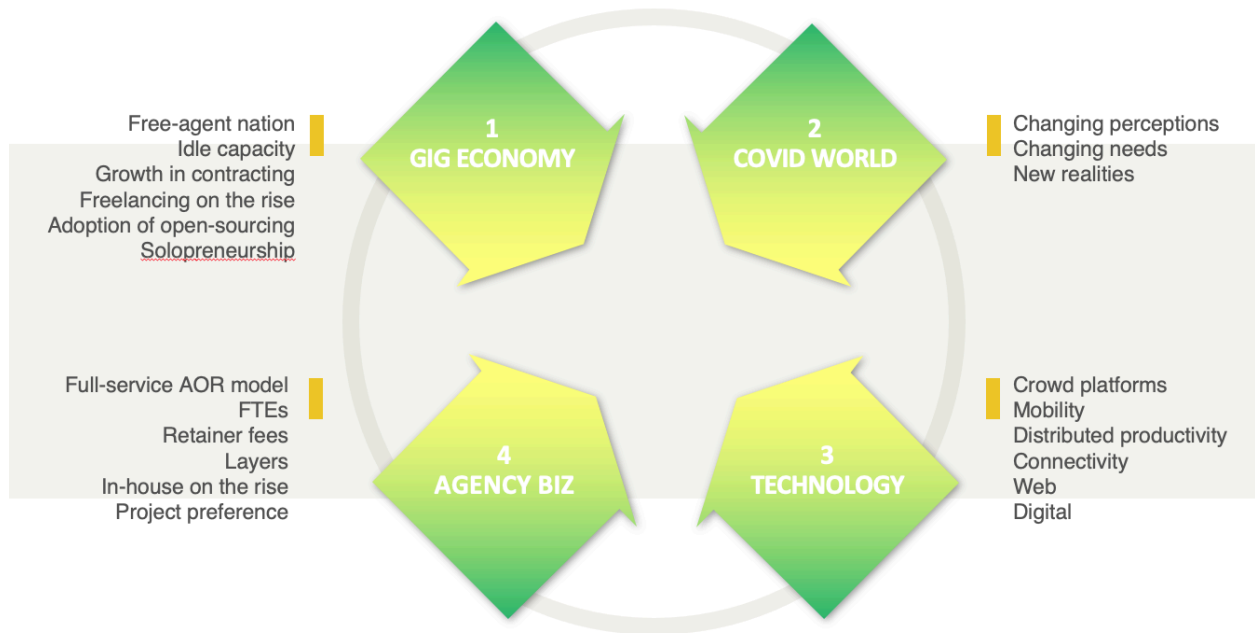 Free-agent nation
Idle capacity
Growth in contracting
Freelancing on the rise
Adoption of open-sourcing
Solopreneurship
1
GIG ECONOMY
2
COVID WORLD
Changing perceptions
Changing needs
New realities
Full-service AOR model
FTEs
Retainer fees
Layers
In-house on the rise
Project preference
4
AGENCY BIZ
3
TECHNOLOGY
Crowd platforms
Mobility
Distributed productivity
Connectivity
Web
Digital